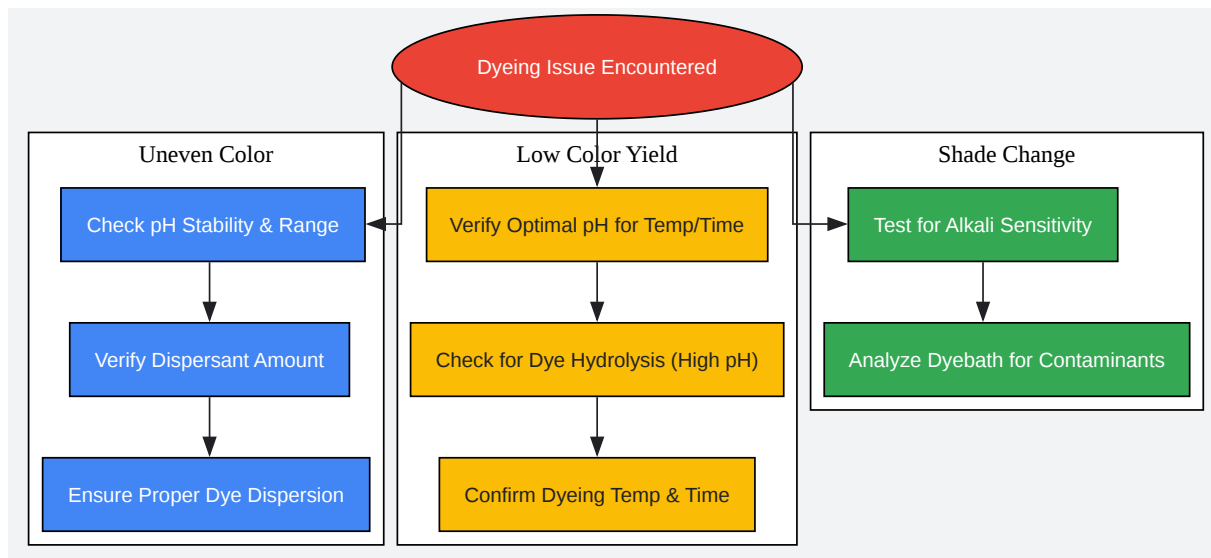 Dyeing Issue Encountered
Uneven Color
Check pH Stability & Range
Verify Dispersant Amount
Ensure Proper Dye Dispersion
Low Color Yield
Verify Optimal pH for Temp/Time
Check for Dye Hydrolysis (High pH)
Confirm Dyeing Temp & Time
Shade Change
Test for Alkali Sensitivity
Analyze Dyebath for Contaminants